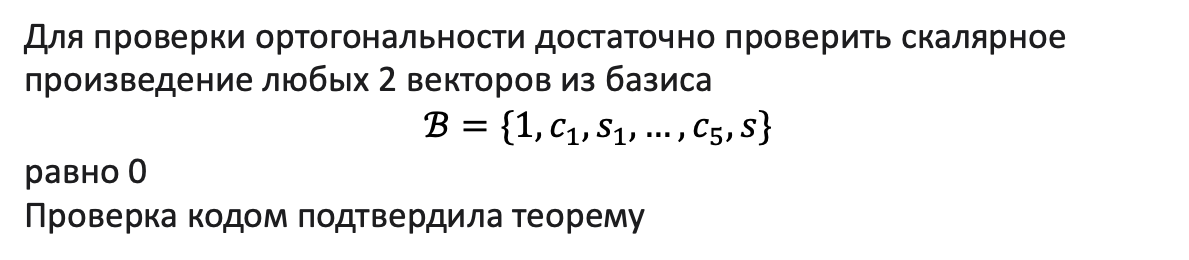 Для проверки ортогональности достаточно проверить скалярное
произведение любых 2 векторов из базиса
ℬ = {1, c₁, s₁, … , c₅, s}
равно 0
Проверка кодом подтвердила теорему